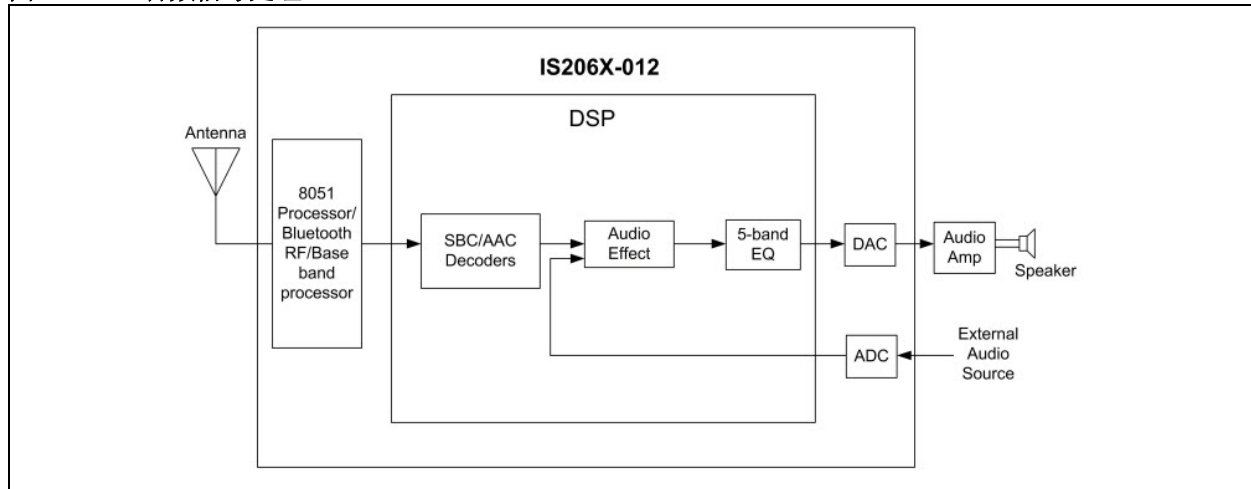 IS206X-012
DSP
Antenna
8051
Processor/
Bluetooth
RF/Base
band
processor
SBC/AAC
Decoders
Audio
Effect
5-band
EQ
DAC
Audio
Amp
Speaker
ADC
External
Audio
Source